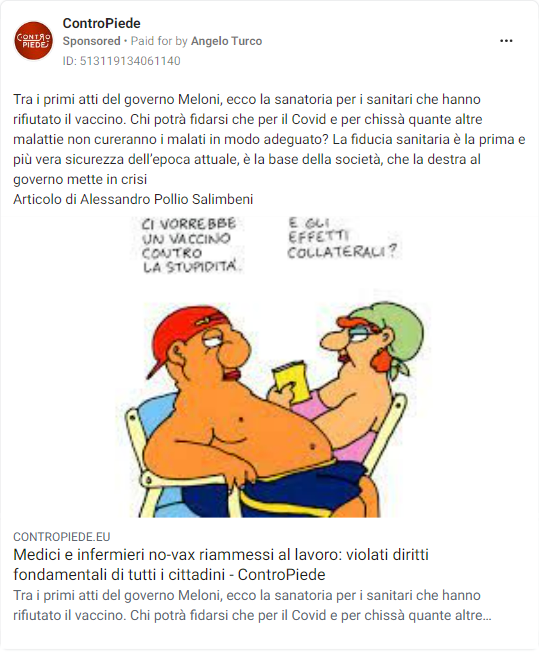 ControPiede
Sponsored • Paid for by Angelo Turco
ID: 513119134061140
CONTRO
PIEDE
Tra i primi atti del governo Meloni, ecco la sanatoria per i sanitari che hanno
rifiutato il vaccino. Chi potrà fidarsi che per il Covid e per chissà quante altre
malattie non cureranno i malati in modo adeguato? La fiducia sanitaria è la prima e
più vera sicurezza dell’epoca attuale, è la base della società, che la destra al
governo mette in crisi
Articolo di Alessandro Pollio Salimbeni
CI VORREBBE
UN VACCINO
CONTRO
LA STUPIDITÀ.
E GLI
EFFETTI
COLLATERALI?
CONTROPIEDE.EU
Medici e infermieri no-vax riammessi al lavoro: violati diritti
fondamentali di tutti i cittadini - ControPiede
Tra i primi atti del governo Meloni, ecco la sanatoria per i sanitari che hanno
rifiutato il vaccino. Chi potrà fidarsi che per il Covid e per chissà quante altre…